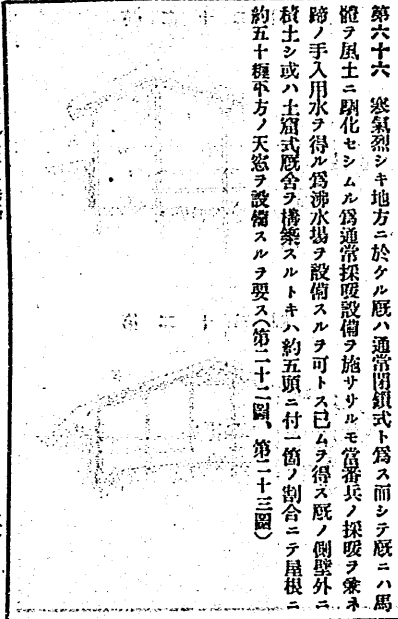 第六十六　寒氣烈シキ地方ニ於ケル厩ハ通常閉鎖式ト爲ス而シテ厩ニハ馬
體ヲ風土ニ馴化セシムル爲通常採暖設備ヲ施ササルモ當番兵ノ採暖ヲ兼ネ
蹄ノ手入用水ヲ得ル爲沸水場ヲ設備スルヲ可トス已ムヲ得ス厩ノ側壁外ニ
積土シ或ハ土窟式厩舍ヲ構築スルトキハ約五頭ニ付一箇ノ割合ニテ屋根ニ
約五十糎平方ノ天窓ヲ設備スルヲ要ス（第二十二圖、第二十三圖）